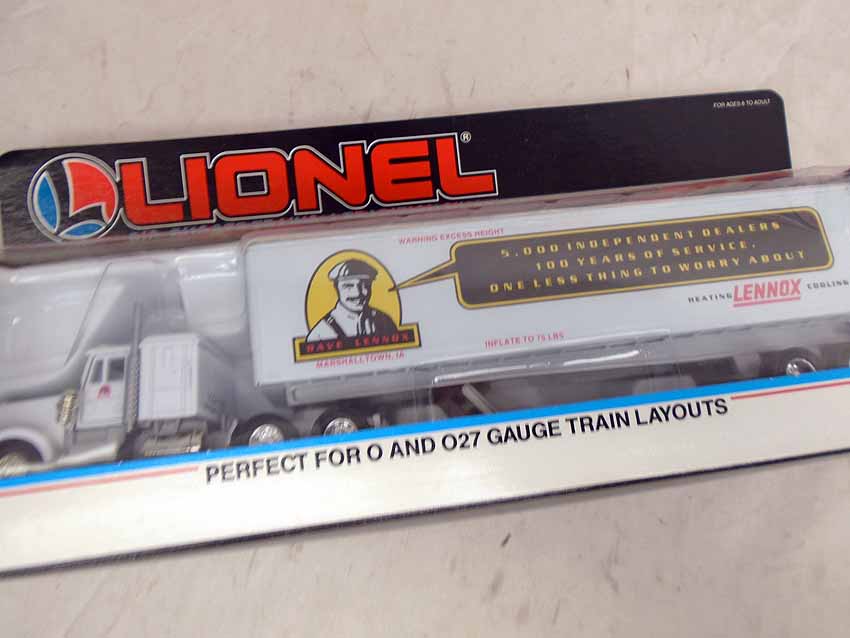 FOR AGES 6 TO ADULT
LIONEL®
WARNING EXCESS HEIGHT
5,000 INDEPENDENT DEALERS
100 YEARS OF SERVICE.
ONE LESS THING TO WORRY ABOUT
HEATING LENNOX COOLING
DAVE LENNOX
MARSHALLTOWN, IA
INFLATE TO 75 LBS
PERFECT FOR O AND O27 GAUGE TRAIN LAYOUTS